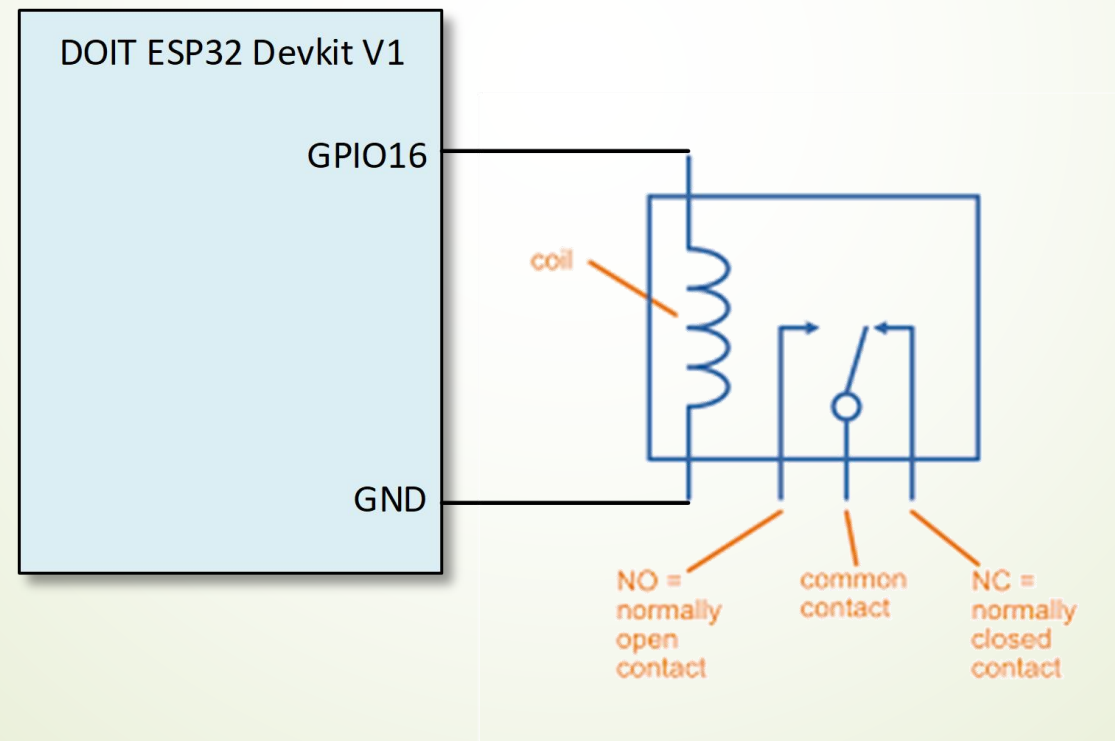 DOIT ESP32 Devkit V1
GPIO16
coil
GND
NO =
normally
open
contact
common
contact
NC =
normally
closed
contact